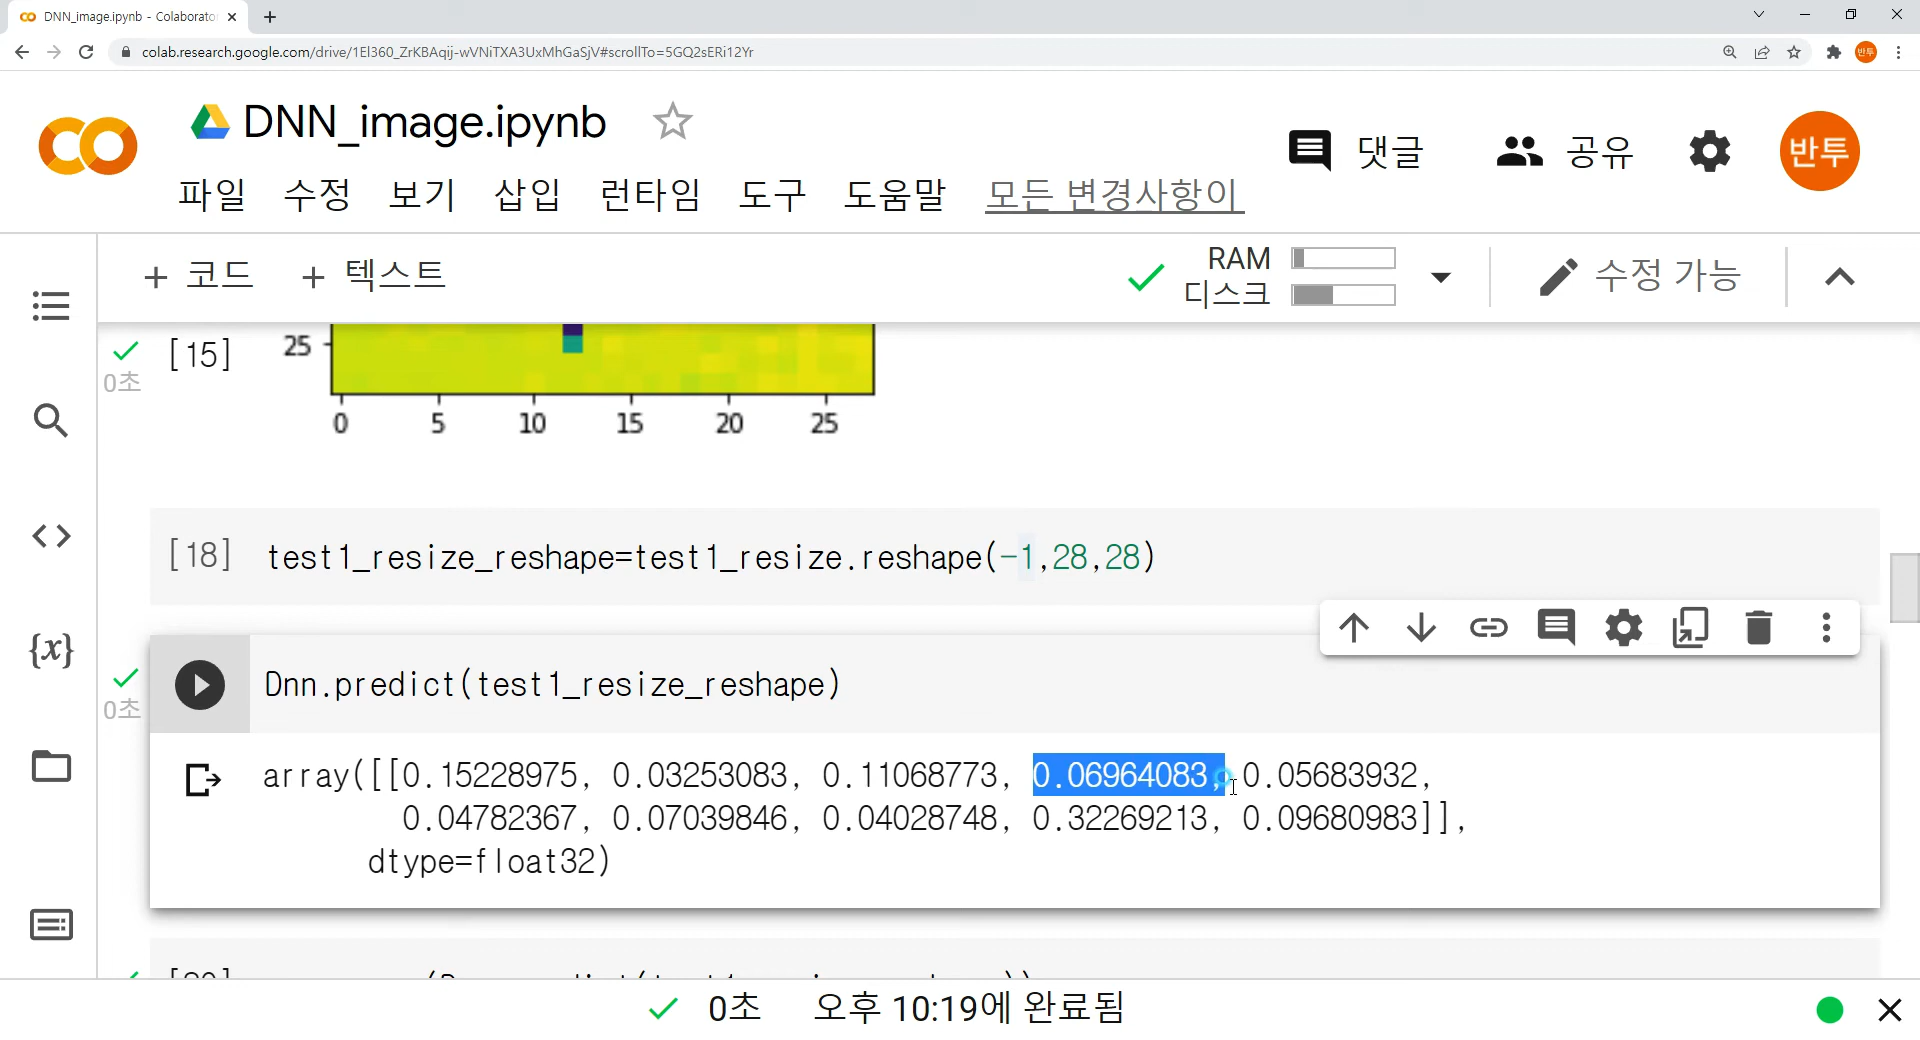 DNN_image.ipynb - Colaborator
colab.research.google.com/drive/1El360_ZrKBAqij-wVNiTXA3UxMhGaSjV#scrollTo=5GQ2sERi12Yr
반투
DNN_image.ipynb
댓글
공유
반투
파일 수정 보기 삽입 런타임 도구 도움말 모든 변경사항이
+ 코드 + 텍스트
RAM
디스크
수정 가능
[15]
0초
25
0 5 10 15 20 25
[18] test1_resize_reshape=test1_resize.reshape(-1,28,28)
{x}
0초
Dnn.predict(test1_resize_reshape)
array([[0.15228975, 0.03253083, 0.11068773, 0.06964083, 0.05683932,
0.04782367, 0.07039846, 0.04028748, 0.32269213, 0.09680983]],
dtype=float32)
0초 오후 10:19에 완료됨